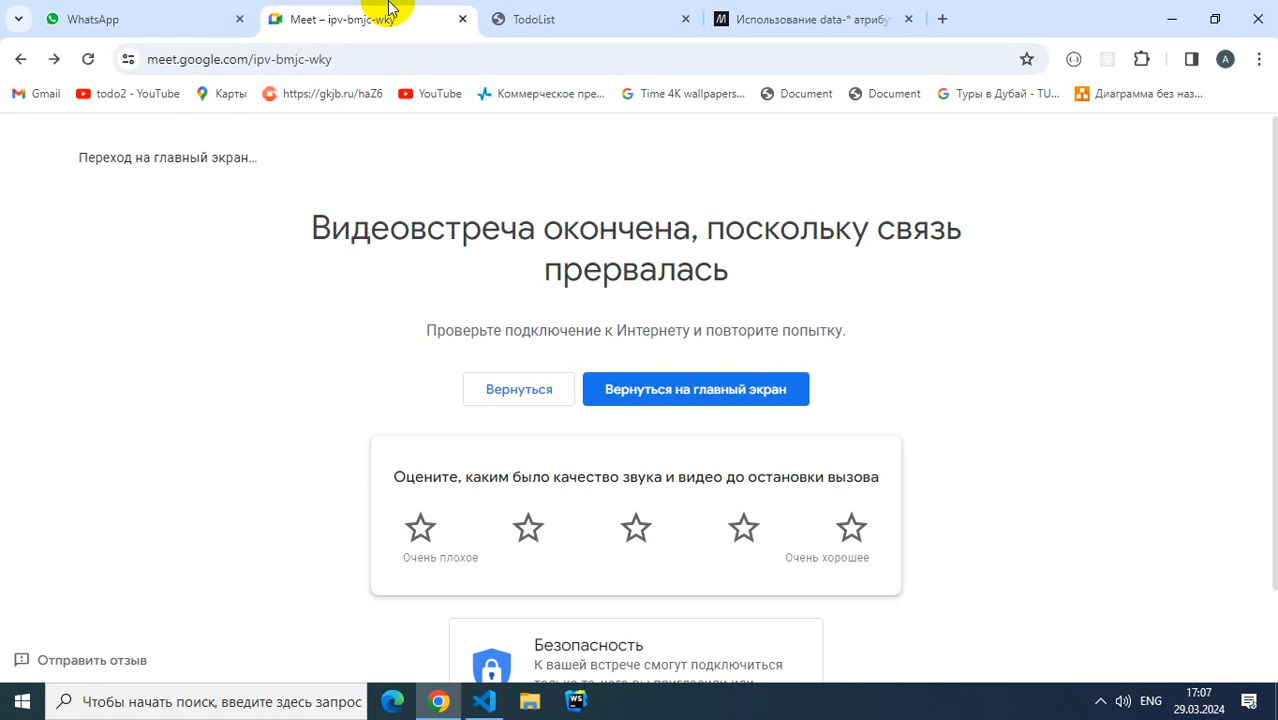 WhatsApp
Meet – ipv-bmjc-wky
TodoList
Использование data-* атрибу
meet.google.com/ipv-bmjc-wky
A
Gmail
todo2 - YouTube
Карты
https://gkjb.ru/haZ6
YouTube
Коммерческое пре...
Time 4K wallpapers...
Document
Document
Туры в Дубай - TU...
Диаграмма без наз...
Переход на главный экран…
Видеовстреча окончена, поскольку связь
прервалась
Проверьте подключение к Интернету и повторите попытку.
Вернуться
Вернуться на главный экран
Оцените, каким было качество звука и видео до остановки вызова
Очень плохое
Очень хорошее
Безопасность
К вашей встрече смогут подключиться
Отправить отзыв
Чтобы начать поиск, введите здесь запрос
WS
ENG
17:07
29.03.2024